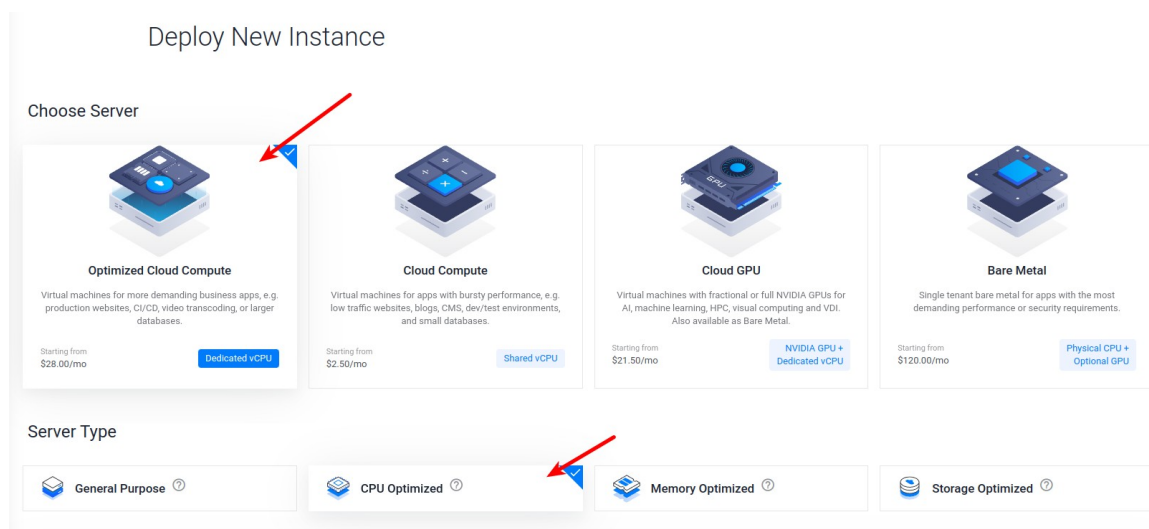 Deploy New Instance
Choose Server
Optimized Cloud Compute
Virtual machines for more demanding business apps, e.g.
production websites, CI/CD, video transcoding, or larger
databases.
Starting from
$28.00/mo
Dedicated vCPU
Cloud Compute
Virtual machines for apps with bursty performance, e.g.
low traffic websites, blogs, CMS, dev/test environments,
and small databases.
Starting from
$2.50/mo
Shared vCPU
GPU
Cloud GPU
Virtual machines with fractional or full NVIDIA GPUs for
AI, machine learning, HPC, visual computing and VDI.
Also available as Bare Metal.
Starting from
$21.50/mo
NVIDIA GPU +
Dedicated vCPU
Bare Metal
Single tenant bare metal for apps with the most
demanding performance or security requirements.
Starting from
$120.00/mo
Physical CPU +
Optional GPU
Server Type
General Purpose ?
CPU Optimized ?
Memory Optimized ?
Storage Optimized ?